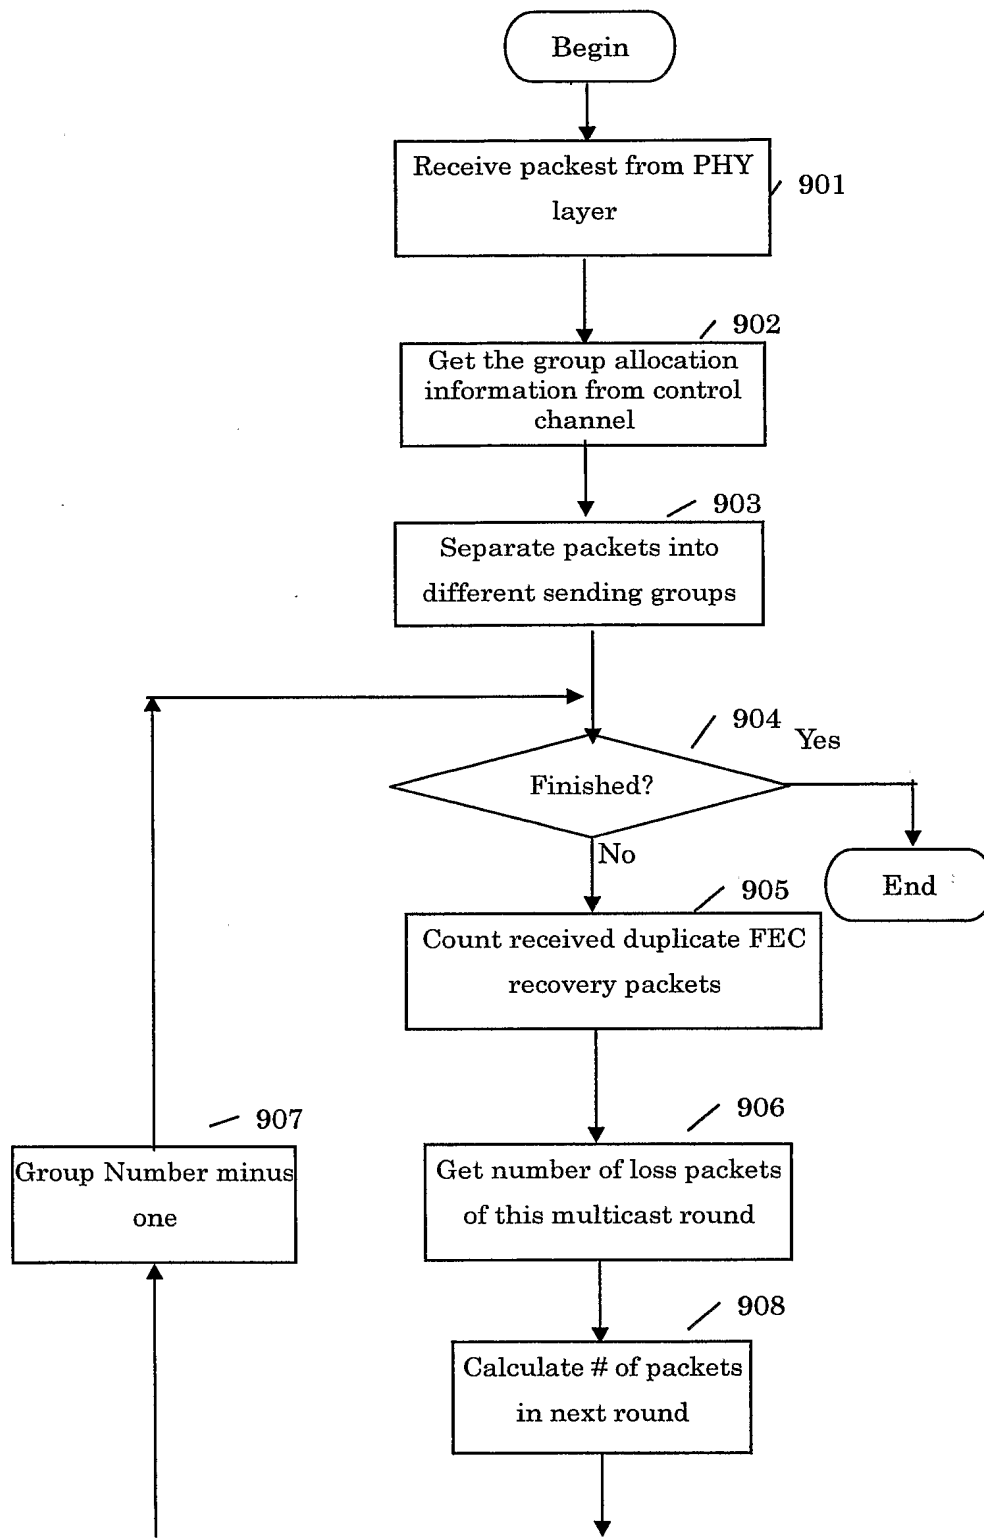 Begin
Receive packest from PHY
layer
901
902
Get the group allocation
information from control
channel
903
Separate packets into
different sending groups
904
Yes
Finished?
No
End
905
Count received duplicate FEC
recovery packets
906
907
Get number of loss packets
of this multicast round
Group Number minus
one
908
Calculate # of packets
in next round